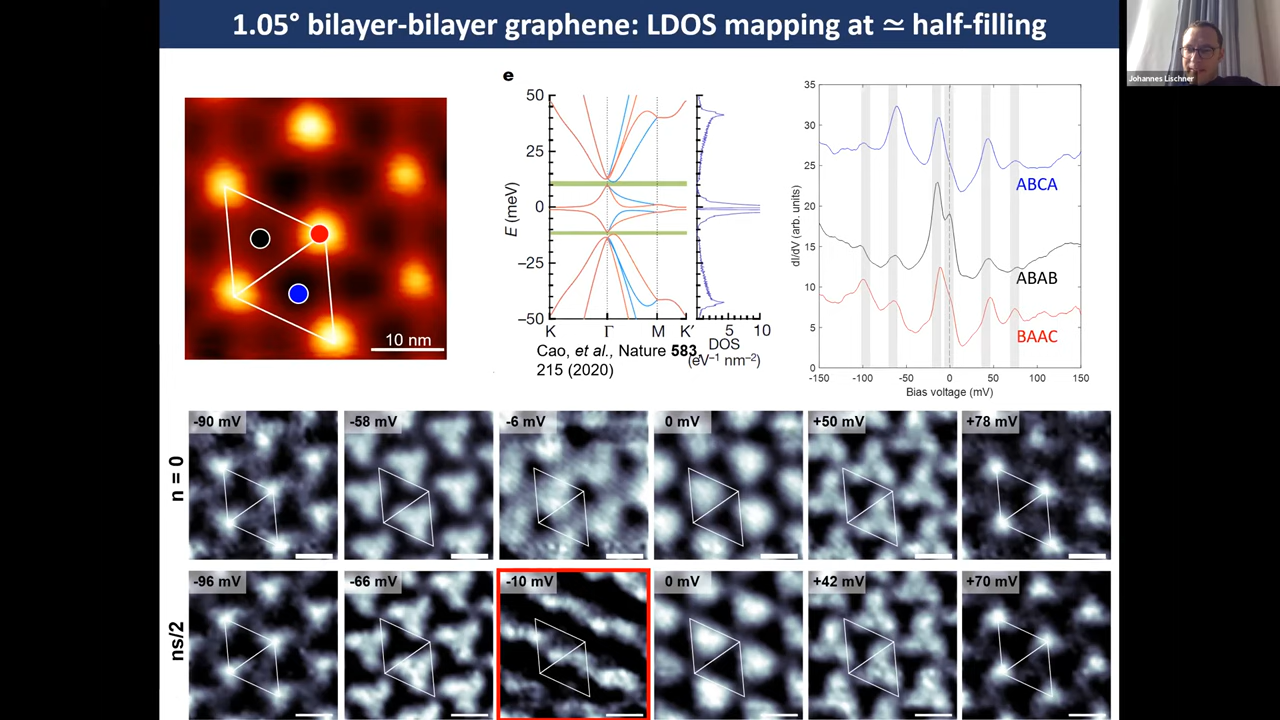 1.05° bilayer-bilayer graphene: LDOS mapping at ≃ half-filling
Johannes Lischner
10 nm
e
50
25
0
−25
−50
E (meV)
K Γ M K′
5 10
DOS
(eV⁻¹ nm⁻²)
Cao, et al., Nature 583,
215 (2020)
35
30
25
20
15
10
5
0
dI/dV (arb. units)
ABCA
ABAB
BAAC
-150 -100 -50 0 50 100 150
Bias voltage (mV)
n = 0
-90 mV
-58 mV
-6 mV
0 mV
+50 mV
+78 mV
ns/2
-96 mV
-66 mV
-10 mV
0 mV
+42 mV
+70 mV